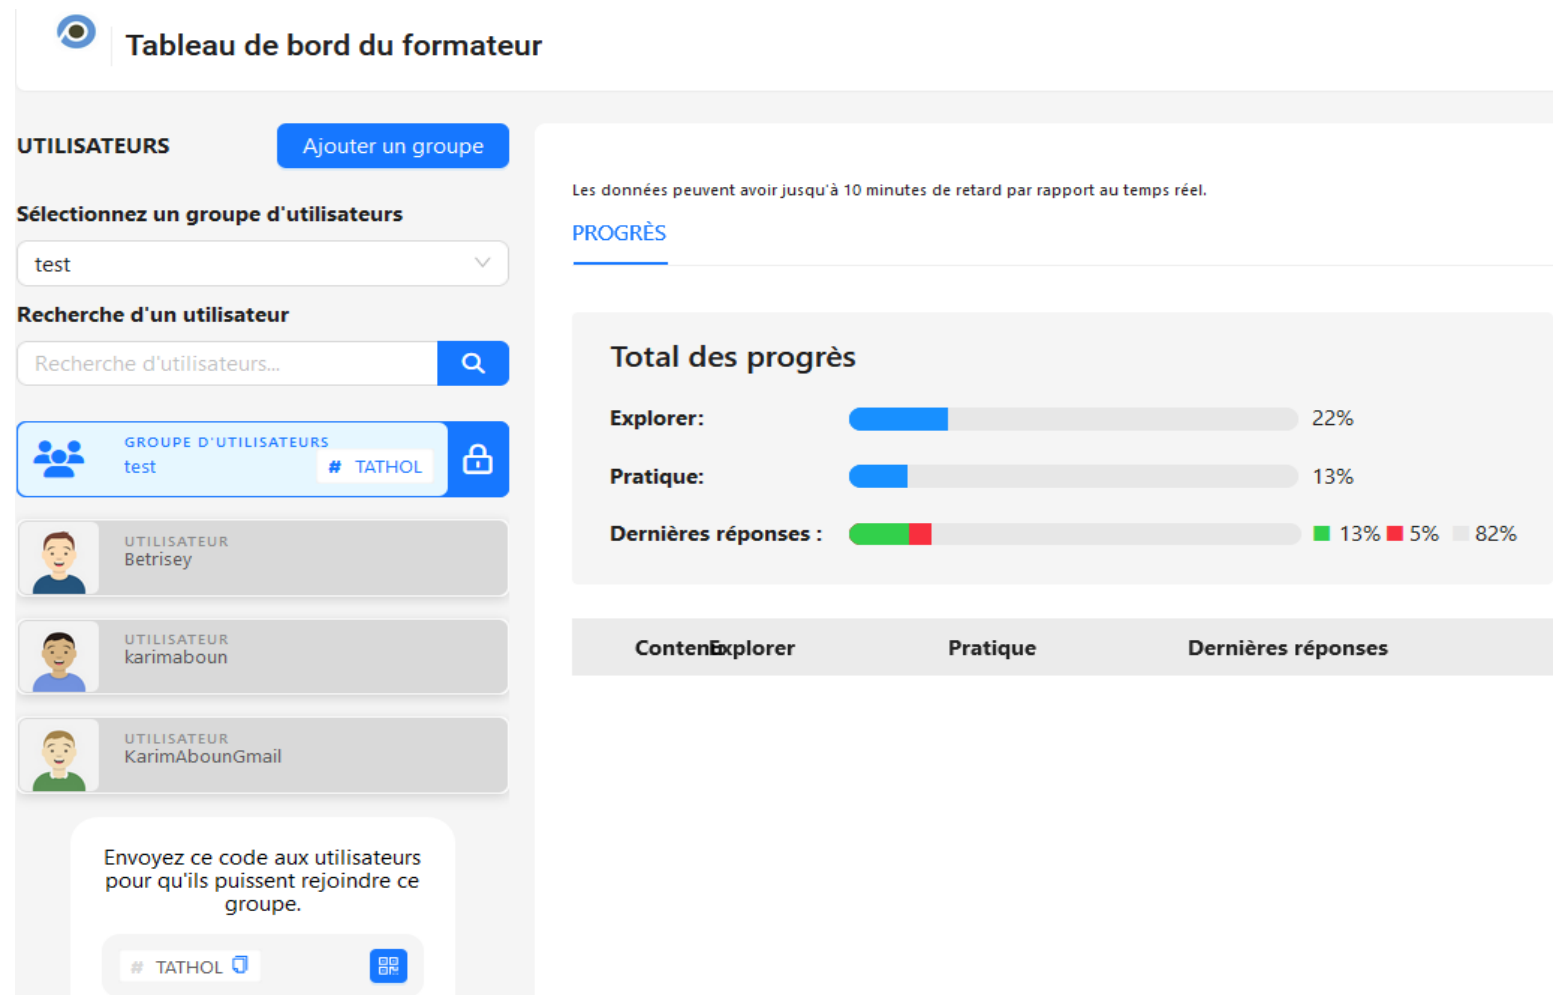 Tableau de bord du formateur
UTILISATEURS
Ajouter un groupe
Sélectionnez un groupe d'utilisateurs
test
Recherche d'un utilisateur
Recherche d'utilisateurs...
GROUPE D'UTILISATEURS
test
# TATHOL
UTILISATEUR
Betrisey
UTILISATEUR
karimaboun
UTILISATEUR
KarimAbounGmail
Envoyez ce code aux utilisateurs
pour qu'ils puissent rejoindre ce
groupe.
# TATHOL
Les données peuvent avoir jusqu'à 10 minutes de retard par rapport au temps réel.
PROGRÈS
Total des progrès
Explorer: 22%
Pratique: 13%
Dernières réponses : 13% 5% 82%
Contenu Explorer Pratique Dernières réponses